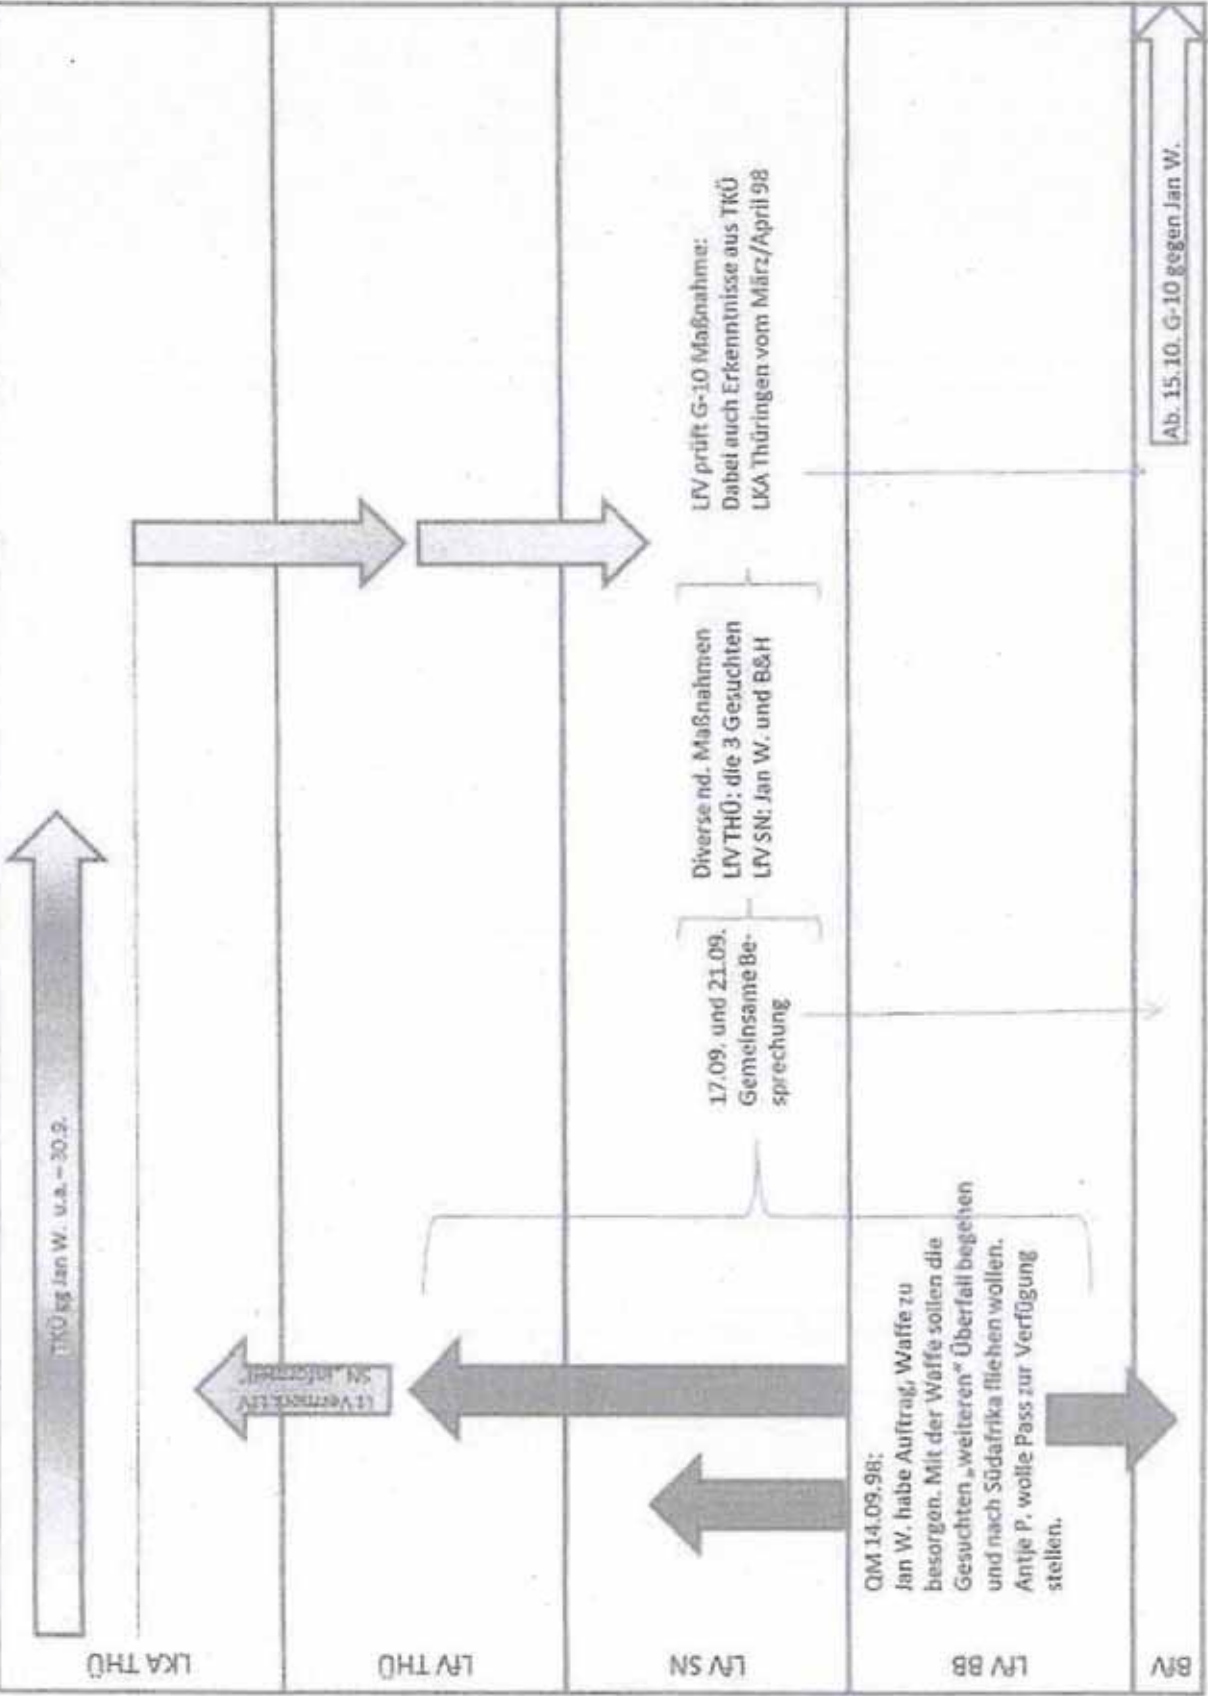 LKA THÜ
TKÜ gg Jan W. u.a. – 30.9.
LfV THÜ
Lt Vermerk LfV
SN „informell"
LfV SN
17.09. und 21.09.
Gemeinsame Be-
sprechung
Diverse nd. Maßnahmen
LfV THÜ: die 3 Gesuchten
LfV SN: Jan W. und B&H
LfV prüft G-10 Maßnahme:
Dabei auch Erkenntnisse aus TKÜ
LKA Thüringen vom März/April 98
LfV BB
QM 14.09.98:
Jan W. habe Auftrag, Waffe zu
besorgen. Mit der Waffe sollen die
Gesuchten „weiteren" Überfall begehen
und nach Südafrika fliehen wollen.
Antje P. wolle Pass zur Verfügung
stellen.
BfV
Ab. 15.10. G-10 gegen Jan W.